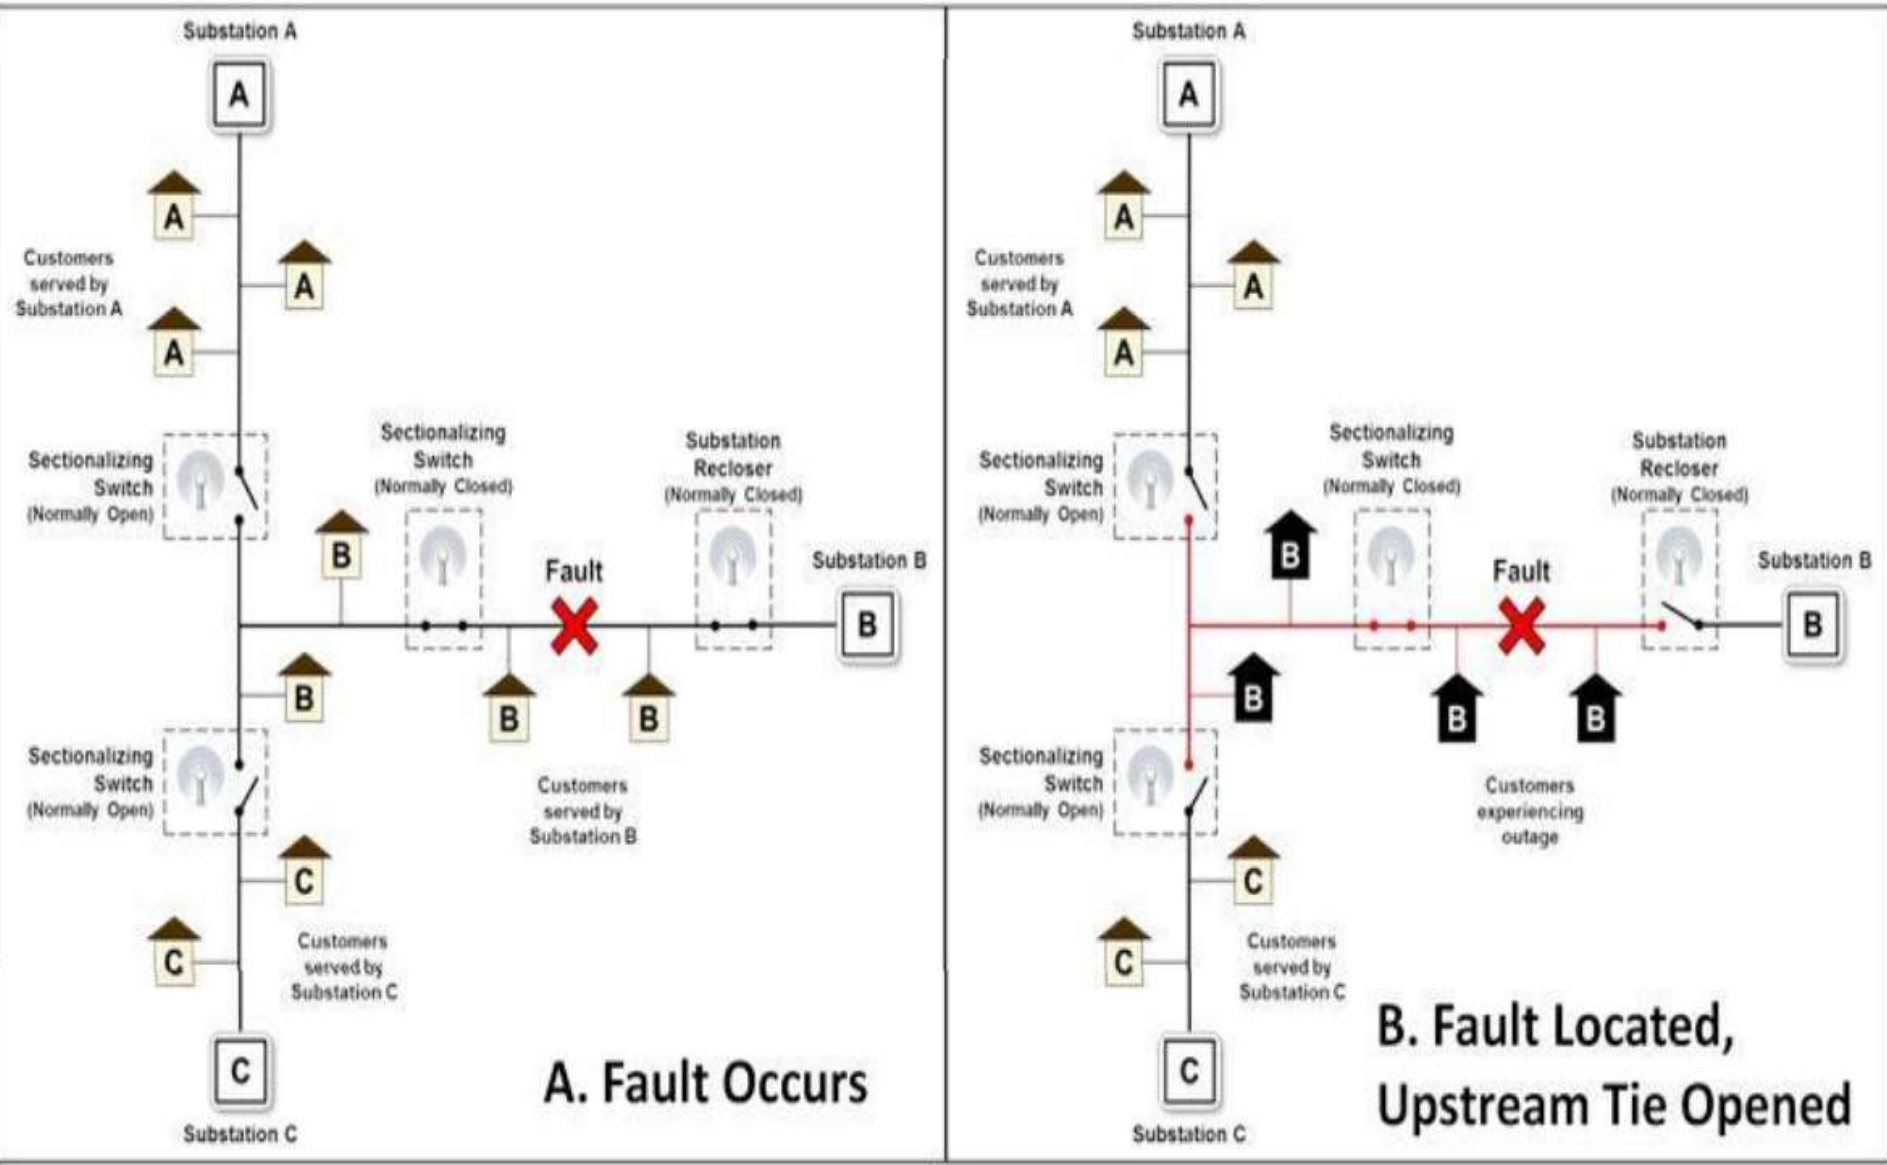 Substation A
A
A
Customers
served by
Substation A
A
A
Sectionalizing
Switch
(Normally Open)
Sectionalizing
Switch
(Normally Closed)
Substation
Recloser
(Normally Closed)
B
Fault
Substation B
B
B
B
B
Sectionalizing
Switch
(Normally Open)
Customers
served by
Substation B
C
C
Customers
served by
Substation C
C
Substation C
A. Fault Occurs
Substation A
A
A
Customers
served by
Substation A
A
A
Sectionalizing
Switch
(Normally Open)
Sectionalizing
Switch
(Normally Closed)
Substation
Recloser
(Normally Closed)
B
Fault
Substation B
B
B
B
B
Sectionalizing
Switch
(Normally Open)
Customers
experiencing
outage
C
C
Customers
served by
Substation C
C
Substation C
B. Fault Located,
Upstream Tie Opened